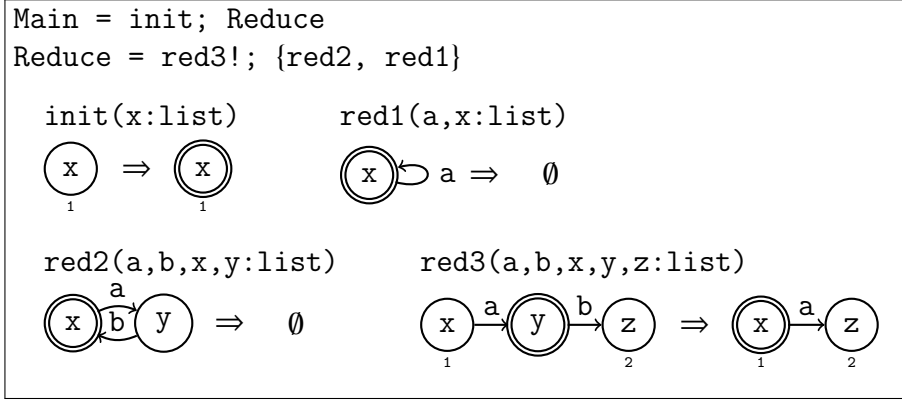 Main = init; Reduce
Reduce = red3!; {red2, red1}
init(x:list) red1(a,x:list)
x ⇒ x x a ⇒ ∅
1 1
red2(a,b,x,y:list) red3(a,b,x,y,z:list)
a
x b y ⇒ ∅ x a y b z ⇒ x a z
1 2 1 2